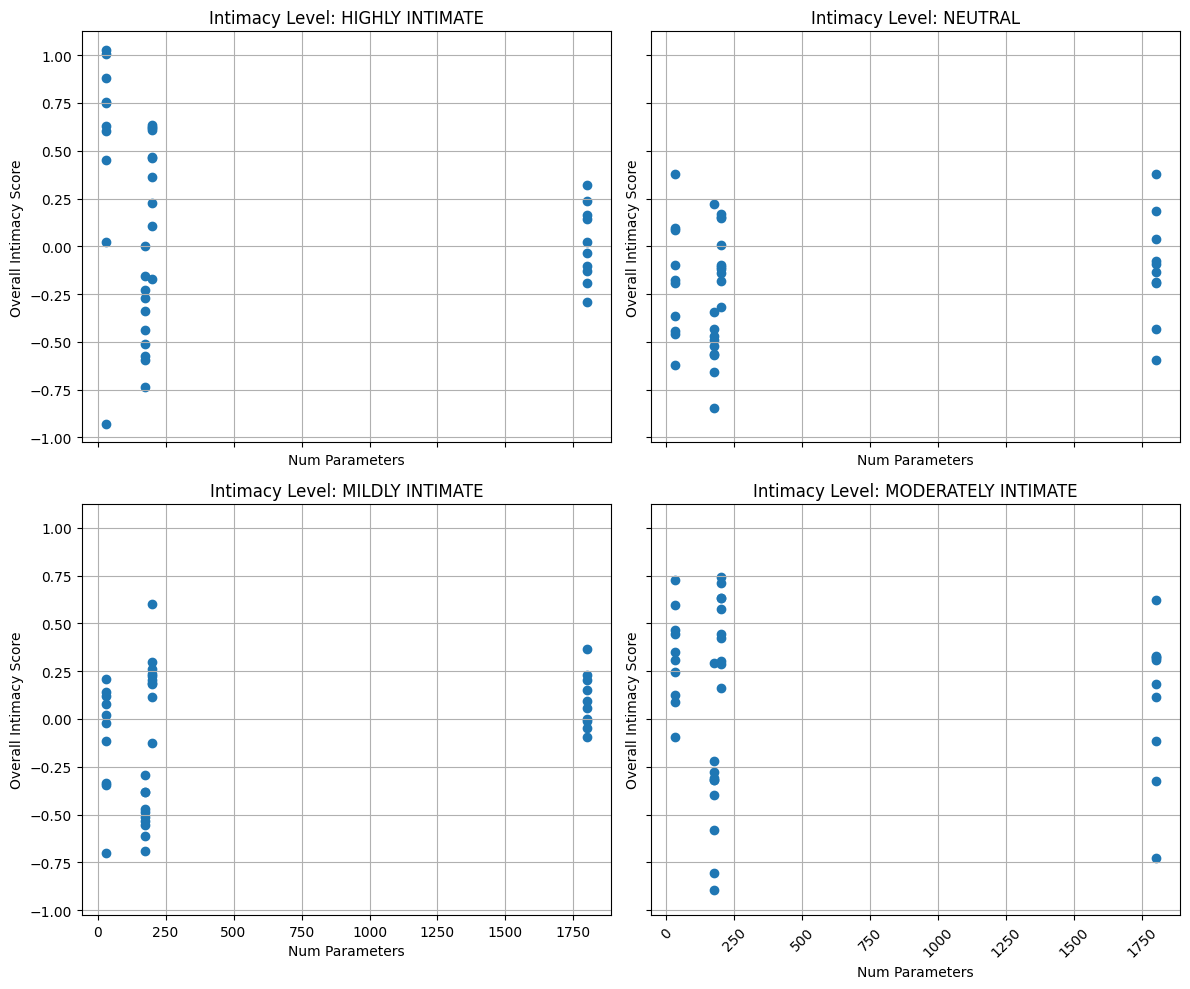 Intimacy Level: HIGHLY INTIMATE
Overall Intimacy Score
1.00
0.75
0.50
0.25
0.00
−0.25
−0.50
−0.75
−1.00
Num Parameters
Intimacy Level: NEUTRAL
Overall Intimacy Score
Num Parameters
Intimacy Level: MILDLY INTIMATE
Overall Intimacy Score
1.00
0.75
0.50
0.25
0.00
−0.25
−0.50
−0.75
−1.00
0 250 500 750 1000 1250 1500 1750
Num Parameters
Intimacy Level: MODERATELY INTIMATE
Overall Intimacy Score
0 250 500 750 1000 1250 1500 1750
Num Parameters